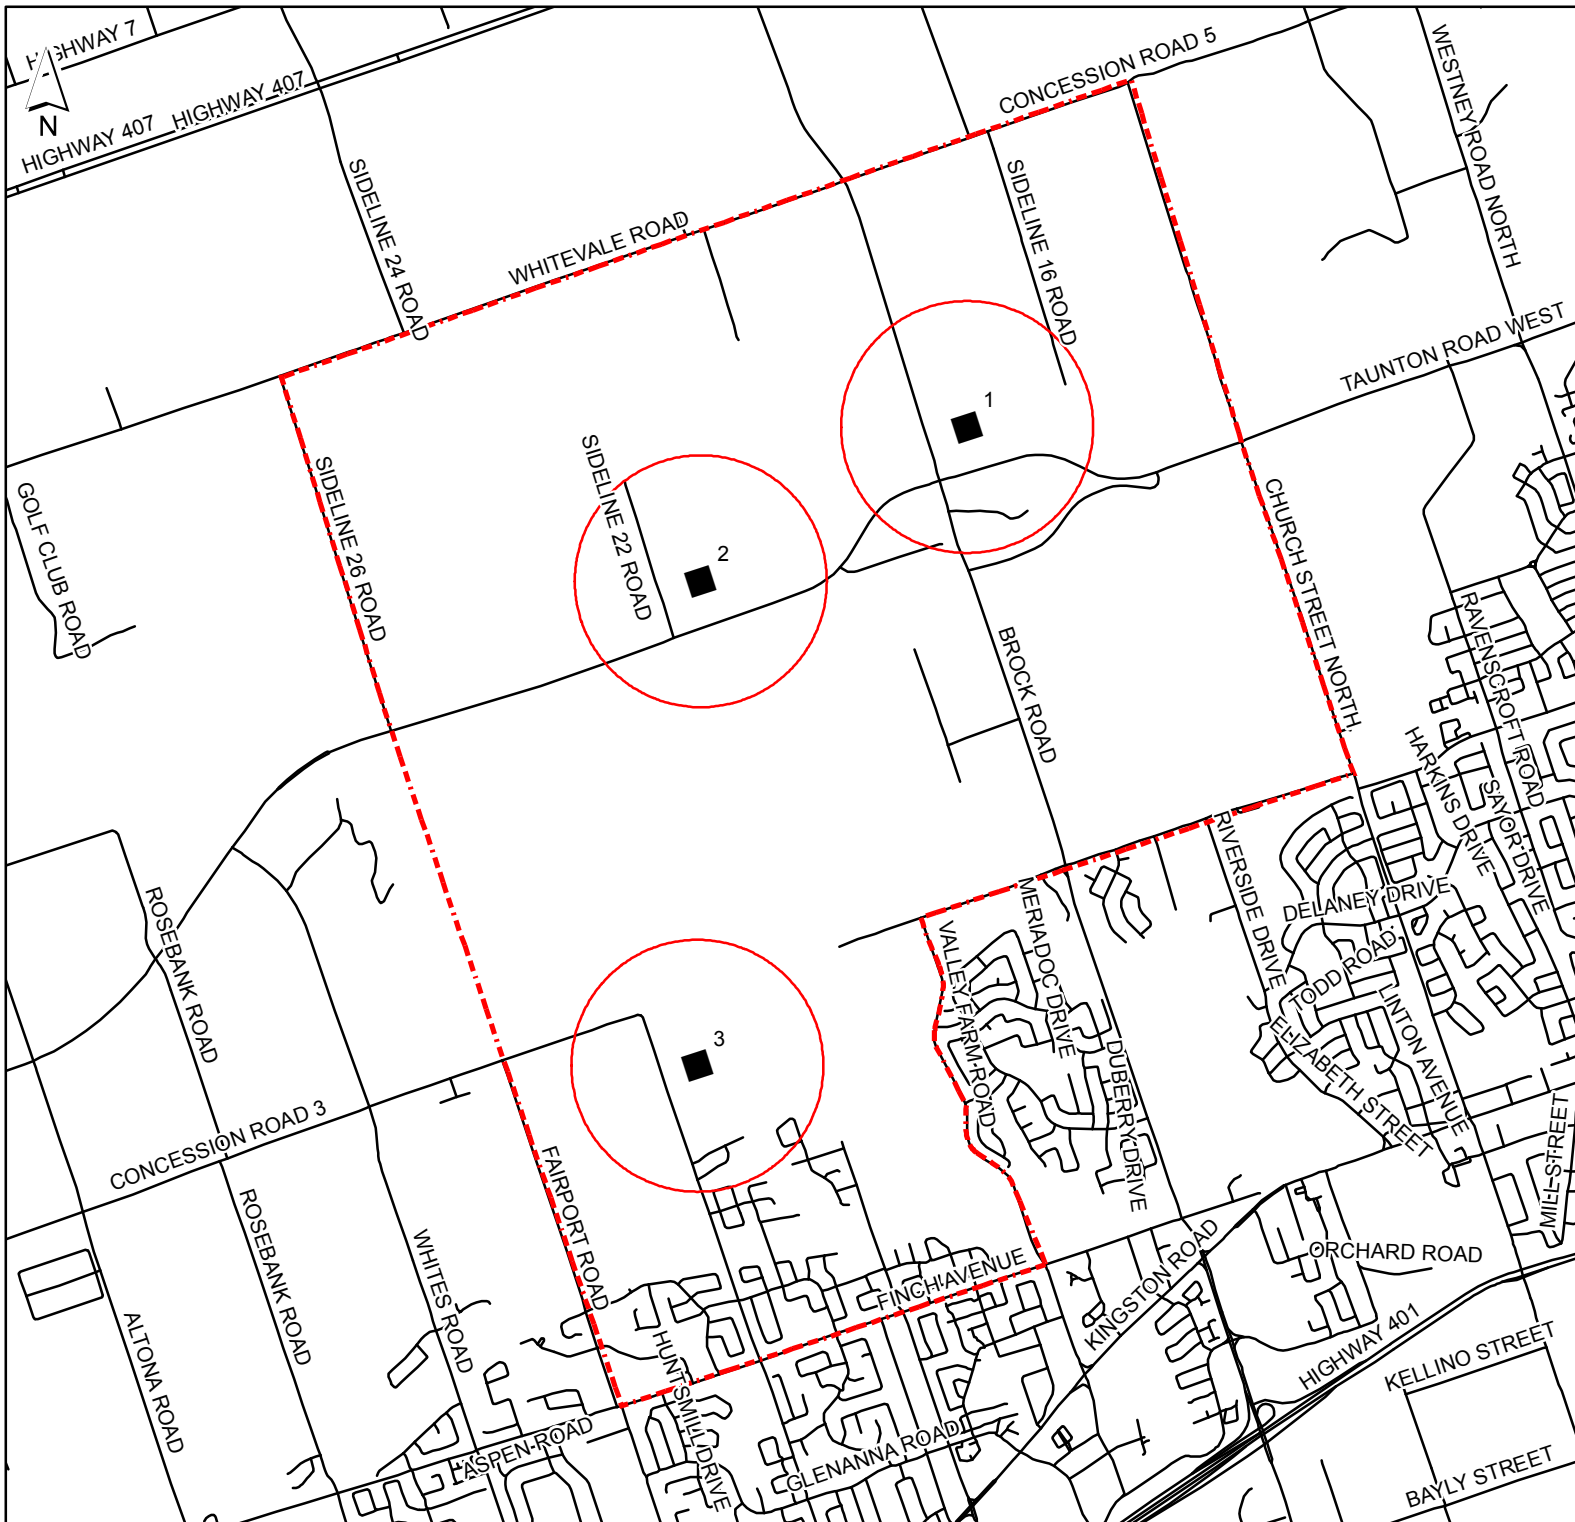 HIGHWAY 7
HIGHWAY 407
HIGHWAY 407
N
CONCESSION ROAD 5
WESTNEY ROAD NORTH
SIDELINE 24 ROAD
WHITEVALE ROAD
SIDELINE 16 ROAD
TAUNTON ROAD WEST
1
SIDELINE 22 ROAD
2
SIDELINE 26 ROAD
GOLF CLUB ROAD
CHURCH STREET NORTH
BROCK ROAD
RAVENSCROFT ROAD
HARKINS DRIVE
SAYOR DRIVE
RIVERSIDE DRIVE
DELANEY DRIVE
TODD ROAD
MERIADOC DRIVE
VALLEY FARM ROAD
ROSEBANK ROAD
ELIZABETH STREET
LINTON AVENUE
DUBERRY DRIVE
3
CONCESSION ROAD 3
FAIRPORT ROAD
MILL STREET
ROSEBANK ROAD
WHITES ROAD
ALTONA ROAD
FINCH AVENUE
KINGSTON ROAD
ORCHARD ROAD
HIGHWAY 401
KELLINO STREET
HUNTSMILL DRIVE
ASPEN ROAD
GLENANNA ROAD
BAYLY STREET